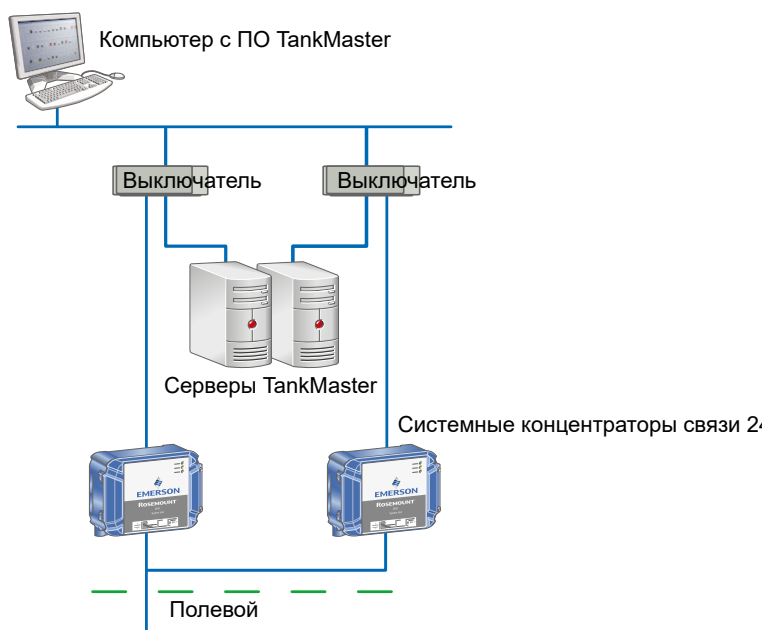 Компьютер с ПО TankMaster
Выключатель
Выключатель
Серверы TankMaster
Системные концентраторы связи 24
EMERSON
ROSEMOUNT
EMERSON
ROSEMOUNT
Полевой